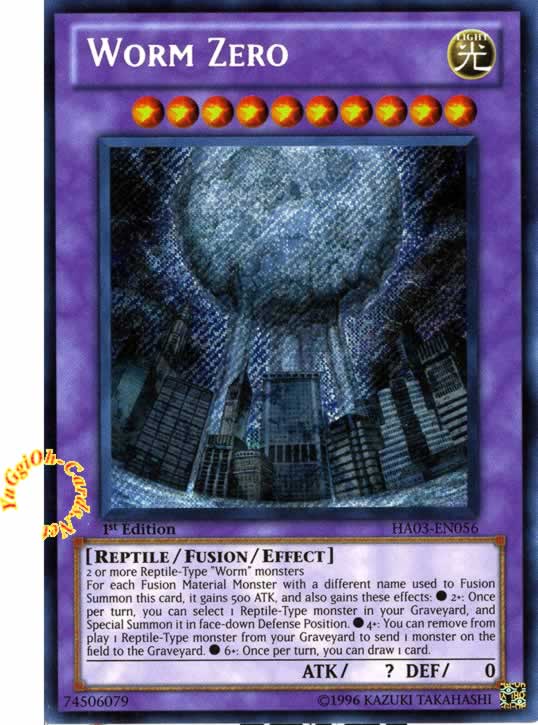 Worm Zero
LIGHT
光
YuGgiOh-Cards.Net
1st Edition
HA03-EN056
[Reptile/Fusion/Effect]
2 or more Reptile-Type "Worm" monsters
For each Fusion Material Monster with a different name used to Fusion
Summon this card, it gains 500 ATK, and also gains these effects: ● 2+: Once
per turn, you can select 1 Reptile-Type monster in your Graveyard, and
Special Summon it in face-down Defense Position. ● 4+: You can remove from
play 1 Reptile-Type monster from your Graveyard to send 1 monster on the
field to the Graveyard. ● 6+: Once per turn, you can draw 1 card.
ATK/ ? DEF/ 0
74506079
©1996 KAZUKI TAKAHASHI